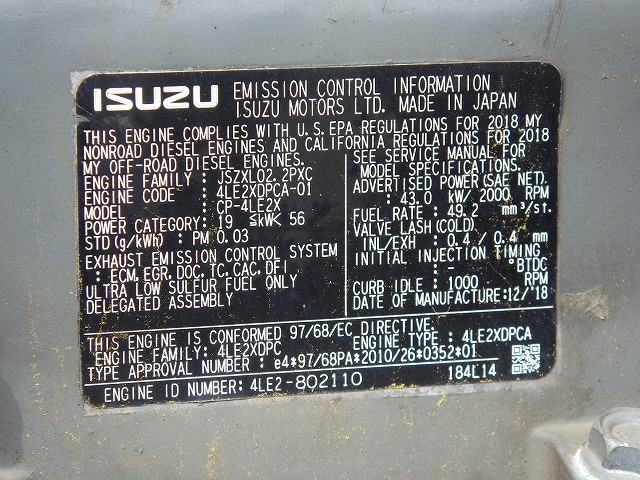 ISUZU EMISSION CONTROL INFORMATION
ISUZU MOTORS LTD. MADE IN JAPAN
THIS ENGINE COMPLIES WITH U.S.EPA REGULATIONS FOR 2018 MY
NONROAD DIESEL ENGINES AND CALIFORNIA REGULATIONS FOR 2018
MY OFF-ROAD DIESEL ENGINES.
ENGINE FAMILY : JSZXL02.2PXC
ENGINE CODE : 4LE2XDPCA-01
MODEL : CP-4LE2X
POWER CATEGORY: 19 ≤kW< 56
STD (g/kWh) : PM 0.03
EXHAUST EMISSION CONTROL SYSTEM
: ECM, EGR, DOC, TC, CAC, DFI
ULTRA LOW SULFUR FUEL ONLY
DELEGATED ASSEMBLY
SEE SERVICE MANUAL FOR
MODEL SPECIFICATIONS.
ADVERTISED POWER(SAE NET)
: 43.0 kW/ 2000 RPM
FUEL RATE : 49.2 mm³/st.
VALVE LASH (COLD)
INL/EXH : 0.4 / 0.4 mm
INITIAL INJECTION TIMING
: - °BTDC
CURB IDLE : 1000 RPM
DATE OF MANUFACTURE:12/'18
THIS ENGINE IS CONFORMED 97/68/EC DIRECTIVE.
ENGINE FAMILY: 4LE2XDPC ENGINE TYPE : 4LE2XDPCA
TYPE APPROVAL NUMBER : e4*97/68PA*2010/26*0352*01
ENGINE ID NUMBER: 4LE2-802110 184L14